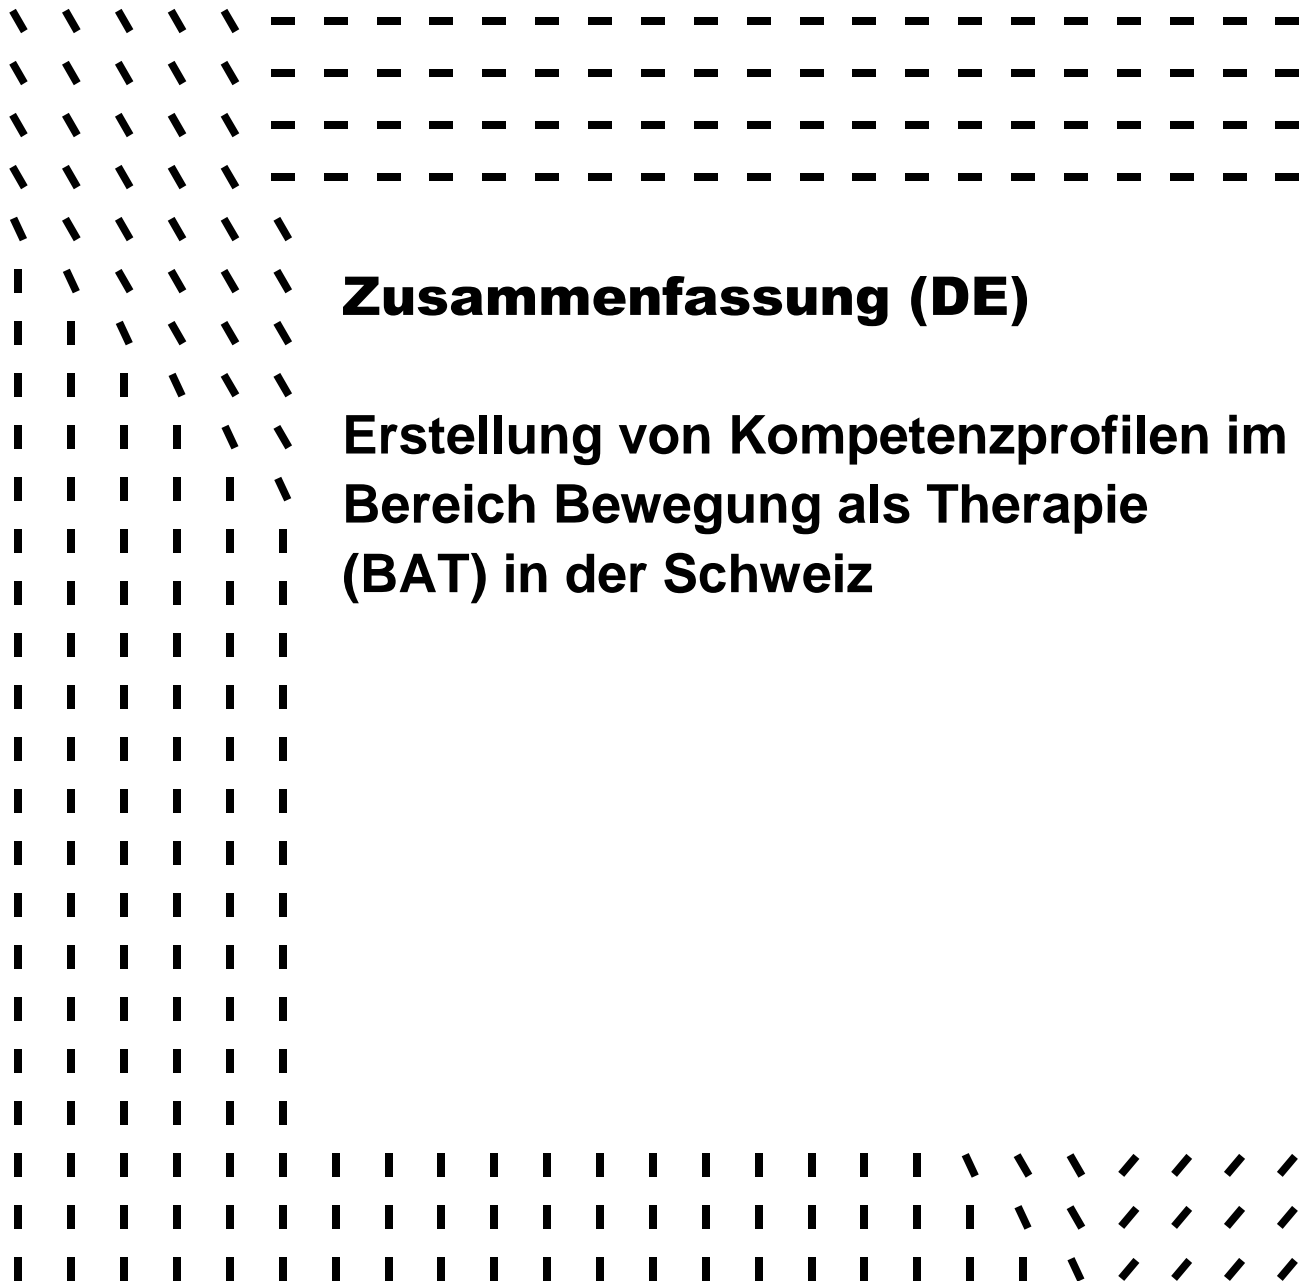 Zusammenfassung (DE)
Erstellung von Kompetenzprofilen im
Bereich Bewegung als Therapie
(BAT) in der Schweiz